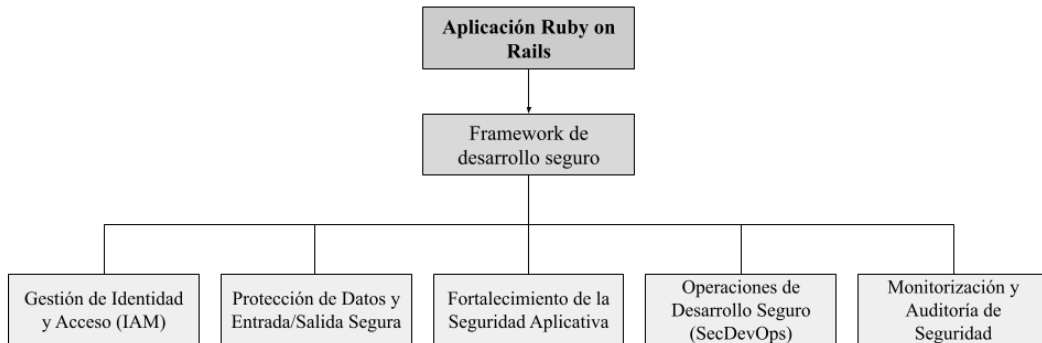 Aplicación Ruby on
Rails
Framework de
desarrollo seguro
Gestión de Identidad
y Acceso (IAM)
Protección de Datos y
Entrada/Salida Segura
Fortalecimiento de la
Seguridad Aplicativa
Operaciones de
Desarrollo Seguro
(SecDevOps)
Monitorización y
Auditoría de
Seguridad